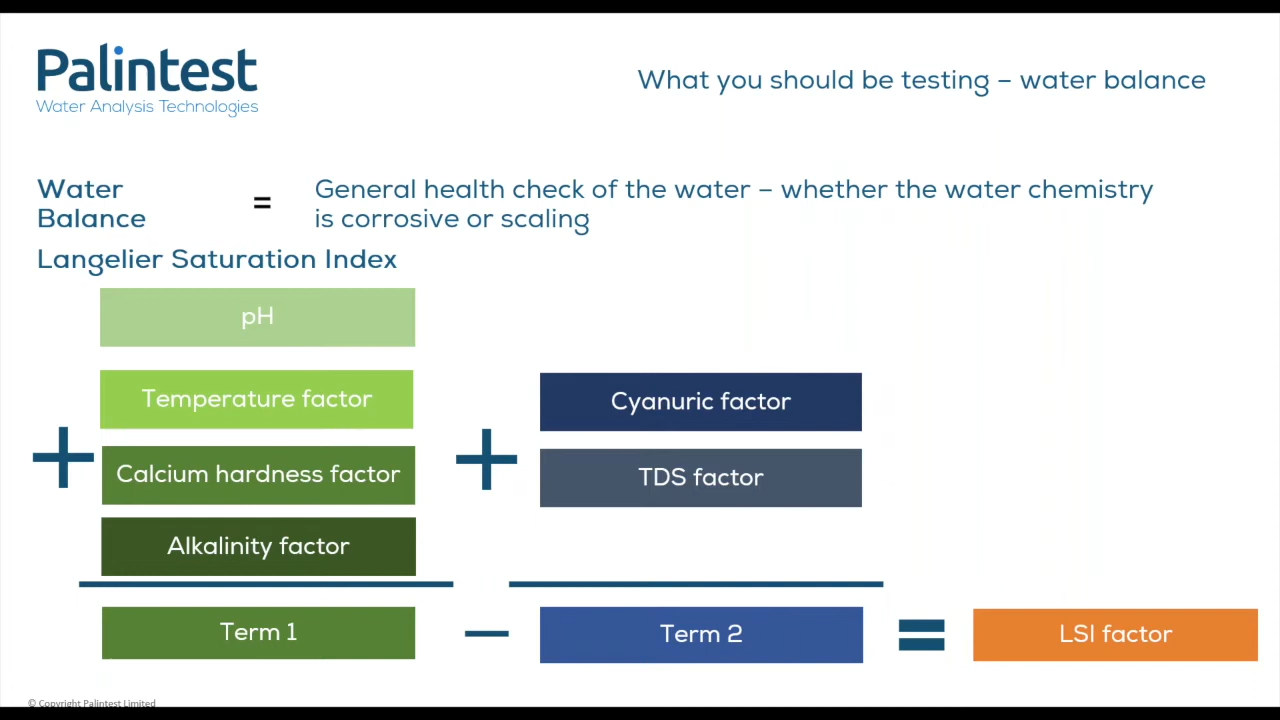 Palintest
Water Analysis Technologies
What you should be testing – water balance
Water
Balance
=
General health check of the water – whether the water chemistry
is corrosive or scaling
Langelier Saturation Index
pH
Temperature factor
+
Calcium hardness factor
Alkalinity factor
+
Cyanuric factor
TDS factor
Term 1
–
Term 2
=
LSI factor
© Copyright Palintest Limited